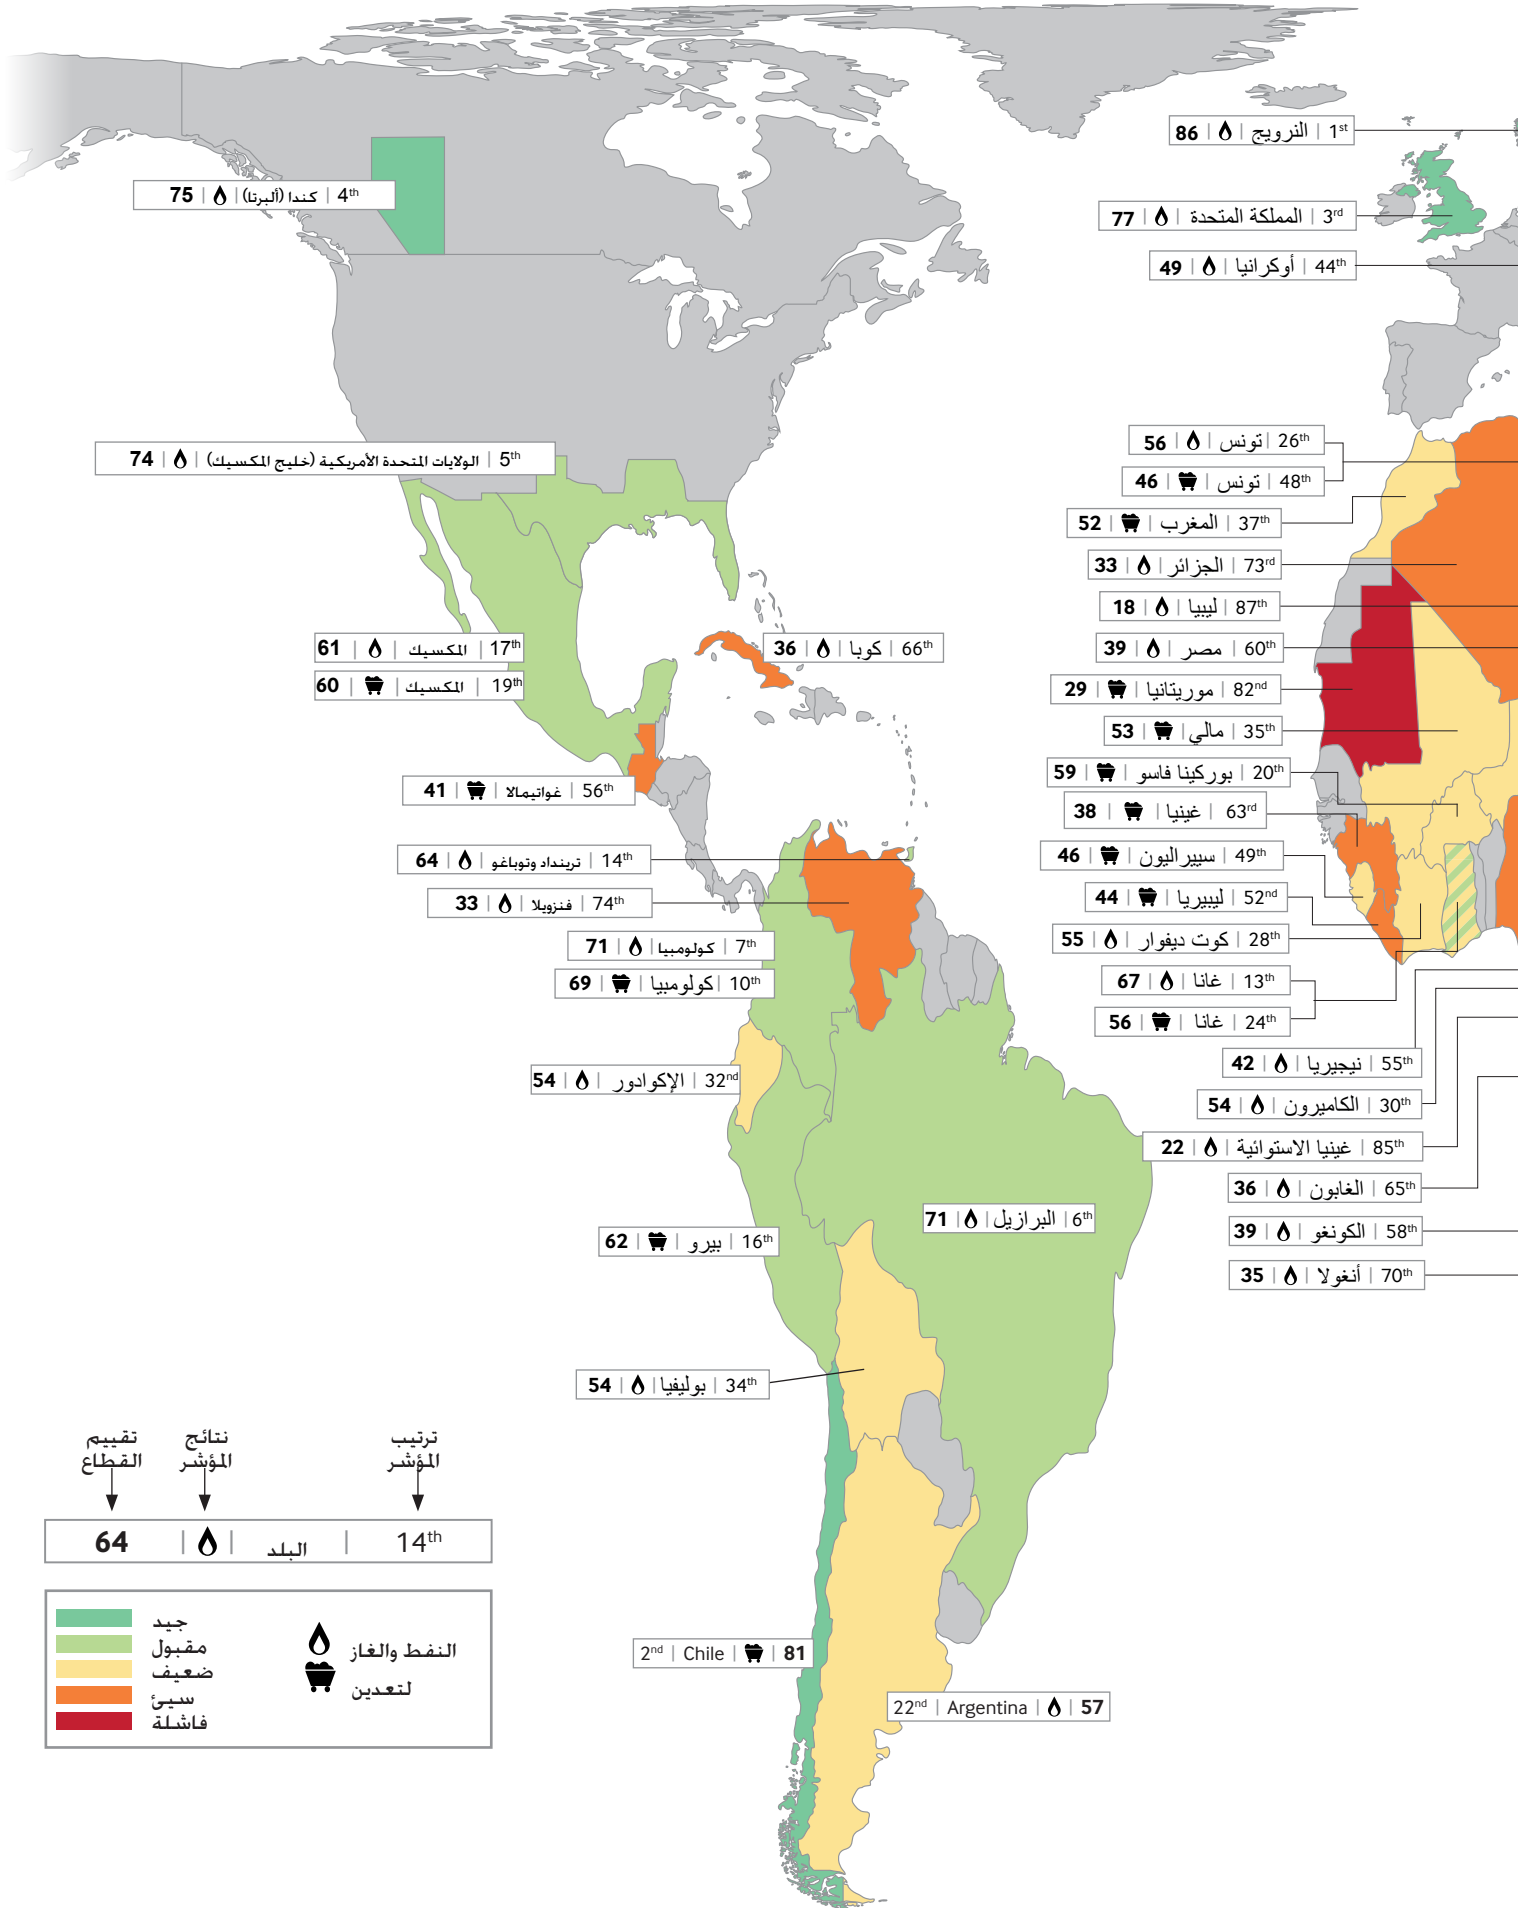 1st | النرويج | 86
4th | كندا (ألبرتا) | 75
3rd | المملكة المتحدة | 77
44th | أوكرانيا | 49
26th | تونس | 56
5th | الولايات المتحدة الأمريكية (خليج المكسيك) | 74
48th | تونس | 46
37th | المغرب | 52
73rd | الجزائر | 33
87th | ليبيا | 18
17th | المكسيك | 61
66th | كوبا | 36
60th | مصر | 39
19th | المكسيك | 60
82nd | موريتانيا | 29
35th | مالي | 53
20th | بوركينا فاسو | 59
56th | غواتيمالا | 41
63rd | غينيا | 38
14th | ترينداد وتوباغو | 64
49th | سييراليون | 46
74th | فنزويلا | 33
52nd | ليبيريا | 44
7th | كولومبيا | 71
28th | كوت ديفوار | 55
10th | كولومبيا | 69
13th | غانا | 67
24th | غانا | 56
55th | نيجيريا | 42
32nd | الإكوادور | 54
30th | الكاميرون | 54
85th | غينيا الاستوائية | 22
65th | الغابون | 36
6th | البرازيل | 71
58th | الكونغو | 39
16th | بيرو | 62
70th | أنغولا | 35
34th | بوليفيا | 54
ترتيب المؤشر
نتائج المؤشر
تقييم القطاع
14th | البلد | 64
جيد
مقبول
ضعيف
سيئ
فاشلة
النفط والغاز
لتعدين
2nd | Chile | 81
22nd | Argentina | 57